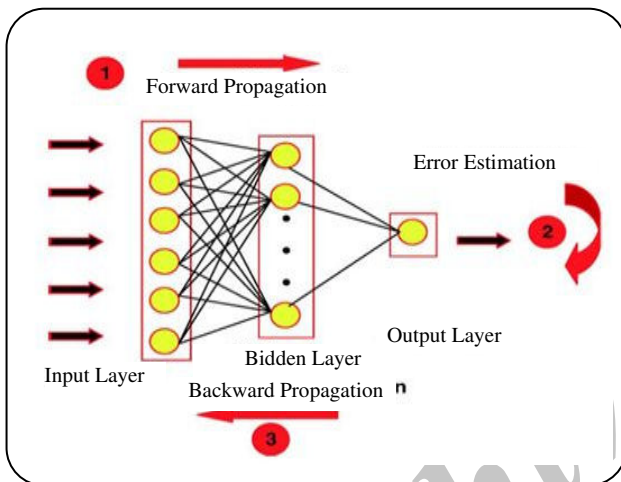 1
Forward Propagation
Error Estimation
2
Output Layer
Bidden Layer
Input Layer
Backward Propagation n
3